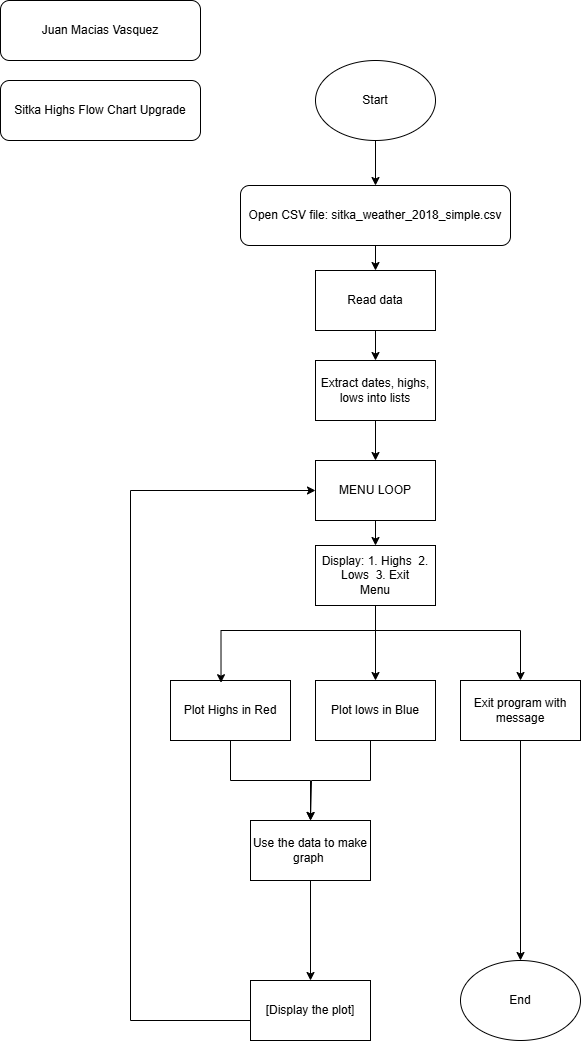 Juan Macias Vasquez
Sitka Highs Flow Chart Upgrade
Start
Open CSV file: sitka_weather_2018_simple.csv
Read data
Extract dates, highs,
lows into lists
MENU LOOP
Display: 1. Highs  2.
Lows  3. Exit
Menu
Plot Highs in Red
Plot lows in Blue
Exit program with
message
Use the data to make
graph
[Display the plot]
End